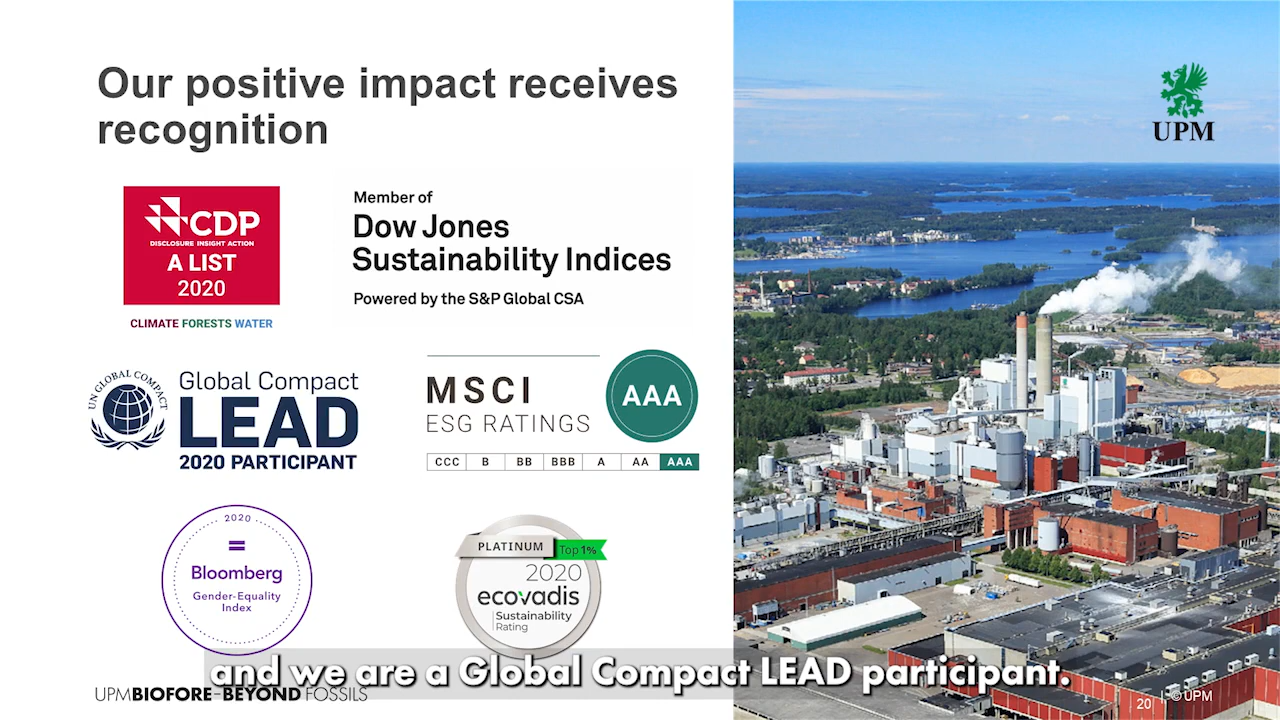 Our positive impact receives
recognition
UPM
CDP
DISCLOSURE INSIGHT ACTION
A LIST
2020
CLIMATE FORESTS WATER
Member of
Dow Jones
Sustainability Indices
Powered by the S&P Global CSA
UN GLOBAL COMPACT
Global Compact
LEAD
2020 PARTICIPANT
MSCI
ESG RATINGS
AAA
CCC B BB BBB A AA AAA
2020
Bloomberg
Gender-Equality
Index
PLATINUM Top 1%
2020
ecovadis
Sustainability
Rating
and we are a Global Compact LEAD participant.
UPM BIOFORE–BEYOND FOSSILS
20 | © UPM